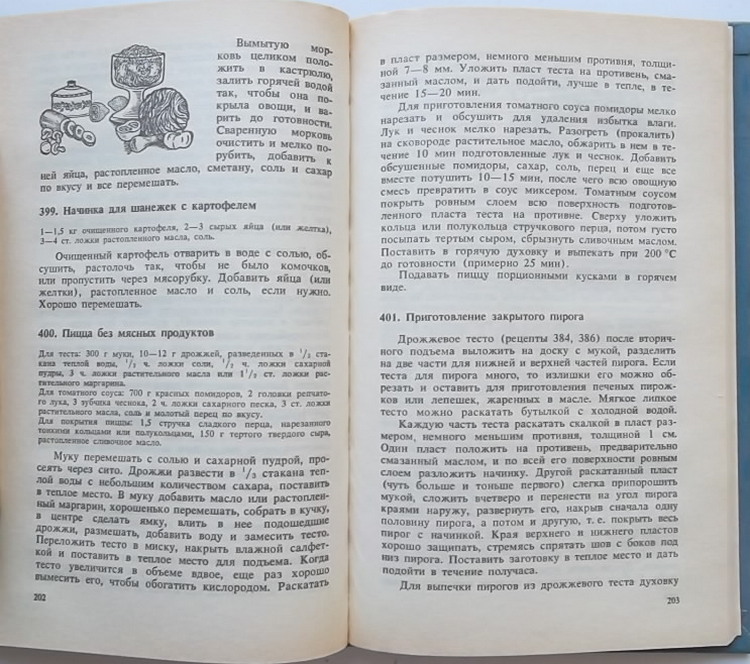 Вымытую мор-
ковь целиком поло-
жить в кастрюлю,
залить горячей водой
так, чтобы она по-
крыла овощи, и ва-
рить до готовности.
Сваренную морковь
очистить и мелко по-
рубить, добавить к
ней яйца, растопленное масло, сметану, соль и сахар
по вкусу и все перемешать.
399. Начинка для шанежек с картофелем
1—1,5 кг очищенного картофеля, 2—3 сырых яйца (или желтка),
3—4 ст. ложки растопленного масла, соль.
Очищенный картофель отварить в воде с солью, об-
сушить, растолочь так, чтобы не было комочков,
или пропустить через мясорубку. Добавить яйца (или
желтки), растопленное масло и соль, если нужно.
Хорошо перемешать.
400. Пицца без мясных продуктов
Для теста: 300 г муки, 10—12 г дрожжей, разведенных в 1/2 ста-
кана теплой воды, 1/2 ч. ложки соли, 1/2 ч. ложки сахарной
пудры, 3 ч. ложки растительного масла или 1 1/2 ст. ложки рас-
тительного маргарина.
Для томатного соуса: 700 г красных помидоров, 2 головки репчато-
го лука, 3 зубчика чеснока, 2 ч. ложки сахарного песка, 3 ст. ложки
растительного масла, соль и молотый перец по вкусу.
Для покрытия пиццы: 1,5 стручка сладкого перца, нарезанного
тонкими кольцами или полукольцами, 150 г тертого твердого сыра,
растопленное сливочное масло.
Муку перемешать с солью и сахарной пудрой, про-
сеять через сито. Дрожжи развести в 1/2 стакана теп-
лой воды с небольшим количеством сахара, поставить
в теплое место. В муку добавить масло или растоплен-
ный маргарин, хорошенько перемешать, собрать в кучку,
в центре сделать ямку, влить в нее подошедшие
дрожжи, размешать, добавить воду и замесить тесто.
Переложить тесто в миску, накрыть влажной салфет-
кой и поставить в теплое место для подъема. Когда
тесто увеличится в объеме вдвое, еще раз хорошо
вымесить его, чтобы обогатить кислородом. Раскатать
202
в пласт размером, немного меньшим противня, толщи-
ной 7—8 мм. Уложить пласт теста на противень, сма-
занный маслом, и дать подойти, лучше в тепле, в те-
чение 15—20 мин.
Для приготовления томатного соуса помидоры мелко
нарезать и обсушить для удаления избытка влаги.
Лук и чеснок мелко нарезать. Разогреть (прокалить)
на сковороде растительное масло, обжарить в нем в те-
чение 10 мин подготовленные лук и чеснок. Добавить
обсушенные помидоры, сахар, соль, перец и еще все
вместе потушить 10—15 мин, после чего всю овощную
смесь превратить в соус миксером. Томатным соусом
покрыть ровным слоем всю поверхность подготов-
ленного пласта теста на противне. Сверху уложить
кольца или полукольца стручкового перца, потом густо
посыпать тертым сыром, сбрызнуть сливочным маслом.
Поставить в горячую духовку и выпекать при 200 °С
до готовности (примерно 25 мин).
Подавать пиццу порционными кусками в горячем
виде.
401. Приготовление закрытого пирога
Дрожжевое тесто (рецепты 384, 386) после вторич-
ного подъема выложить на доску с мукой, разделить
на две части для нижней и верхней частей пирога. Если
теста для пирога много, то излишки его можно об-
резать и оставить для приготовления печеных пирож-
ков или лепешек, жаренных в масле. Мягкое липкое
тесто можно раскатать бутылкой с холодной водой.
Каждую часть теста раскатать скалкой в пласт раз-
мером, немного меньшим противня, толщиной 1 см.
Один пласт положить на противень, предварительно
смазанный маслом, и по всей его поверхности ровным
слоем разложить начинку. Другой раскатанный пласт
(чуть больше и тоньше первого) слегка припорошить
мукой, сложить вчетверо и перенести на угол пирога
краями наружу, развернуть его, накрыв сначала одну
половину пирога, а потом и другую, т. е. покрыть весь
пирог с начинкой. Края верхнего и нижнего пластов
хорошо защипать, стремясь спрятать шов с боков под
низ пирога. Поставить заготовку в теплое место и дать
подойти в течение получаса.
Для выпечки пирогов из дрожжевого теста духовку
203